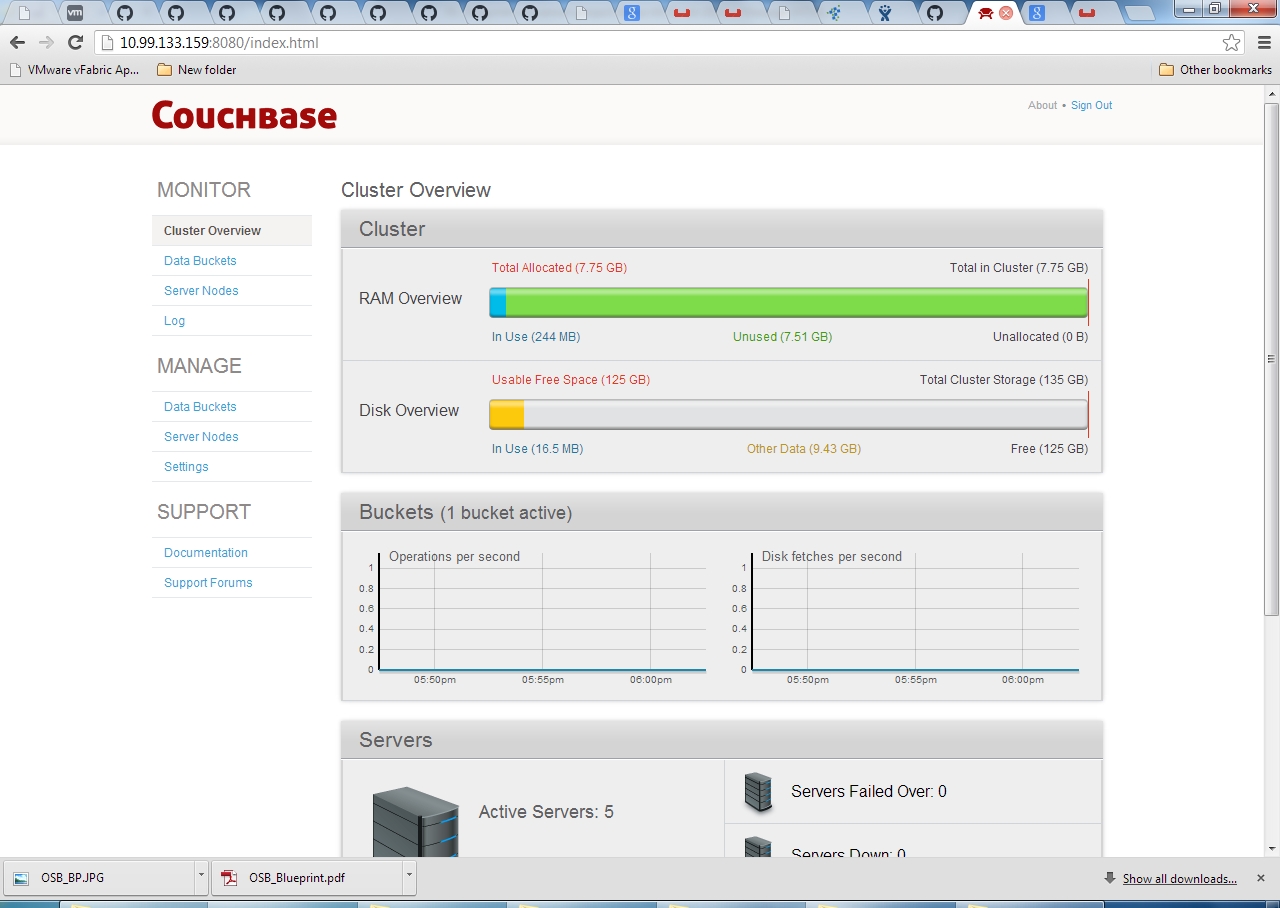 vm
8
8
10.99.133.159:8080/index.html
VMware vFabric Ap... New folder Other bookmarks
COUCHBASE
About • Sign Out
MONITOR
Cluster Overview
Data Buckets
Server Nodes
Log
MANAGE
Data Buckets
Server Nodes
Settings
SUPPORT
Documentation
Support Forums
Cluster Overview
Cluster
Total Allocated (7.75 GB) Total in Cluster (7.75 GB)
RAM Overview
In Use (244 MB) Unused (7.51 GB) Unallocated (0 B)
Usable Free Space (125 GB) Total Cluster Storage (135 GB)
Disk Overview
In Use (16.5 MB) Other Data (9.43 GB) Free (125 GB)
Buckets (1 bucket active)
Operations per second
1
0.8
0.6
0.4
0.2
0
05:50pm 05:55pm 06:00pm
Disk fetches per second
1
0.8
0.6
0.4
0.2
0
05:50pm 05:55pm 06:00pm
Servers
Active Servers: 5
Servers Failed Over: 0
Servers Down: 0
OSB_BP.JPG OSB_Blueprint.pdf Show all downloads...